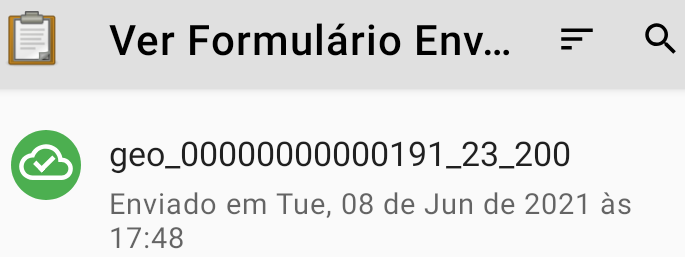 Ver Formulário Env...
geo_00000000000191_23_200
Enviado em Tue, 08 de Jun de 2021 às
17:48